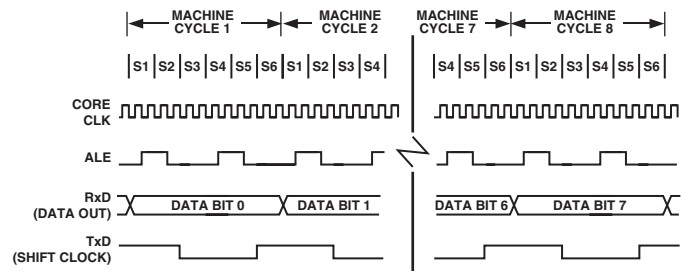 MACHINE CYCLE 1 MACHINE CYCLE 2 MACHINE CYCLE 7 MACHINE CYCLE 8
S1 S2 S3 S4 S5 S6 S1 S2 S3 S4 S4 S5 S6 S1 S2 S3 S4 S5 S6
CORE CLK
ALE
RxD (DATA OUT) DATA BIT 0 DATA BIT 1 DATA BIT 6 DATA BIT 7
TxD (SHIFT CLOCK)